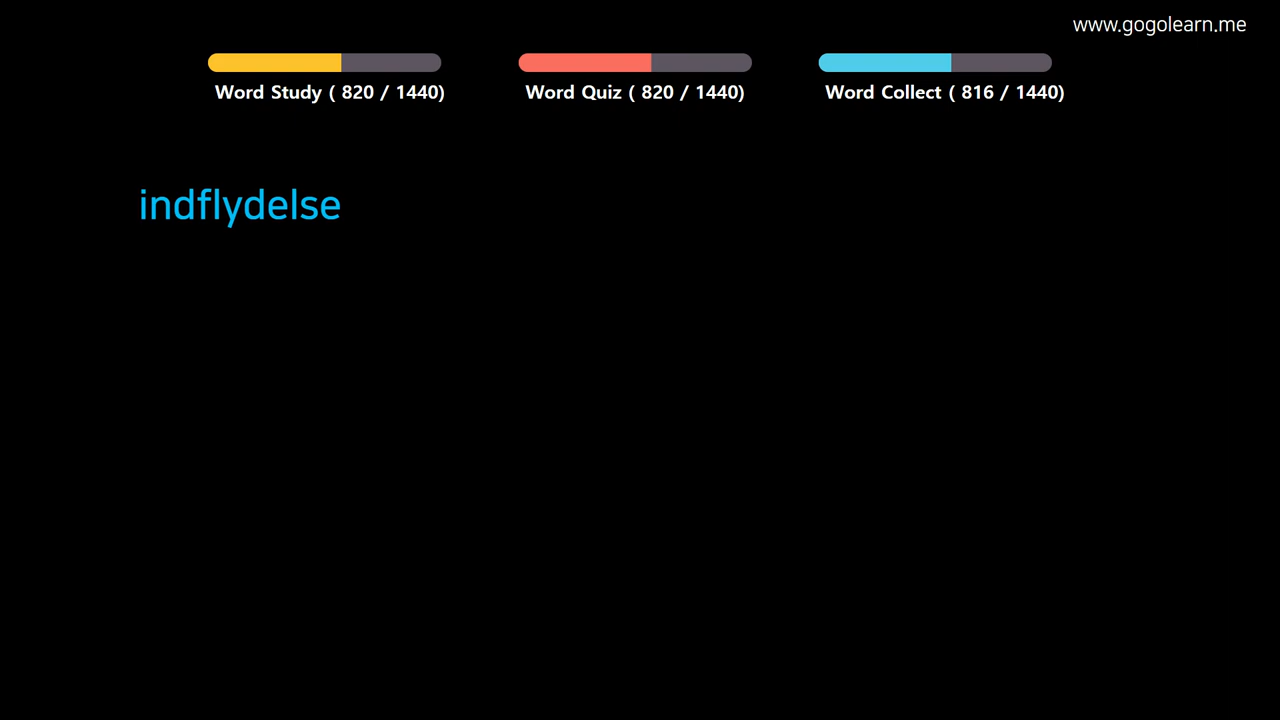 www.gogolearn.me
Word Study ( 820 / 1440)
Word Quiz ( 820 / 1440)
Word Collect ( 816 / 1440)
indflydelse